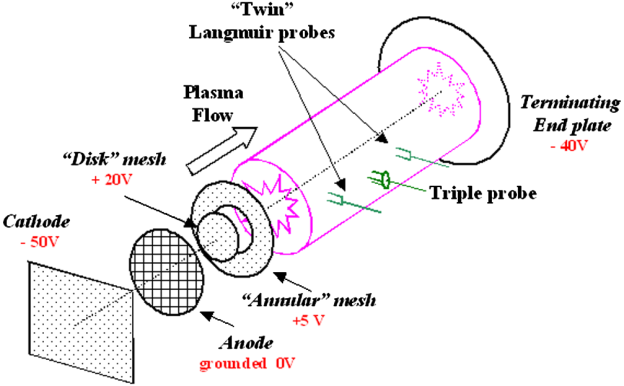 “Twin”
Langmuir probes
Plasma
Flow
Terminating
End plate
- 40V
“Disk” mesh
+ 20V
Triple probe
Cathode
- 50V
“Annular” mesh
+5 V
Anode
grounded 0V